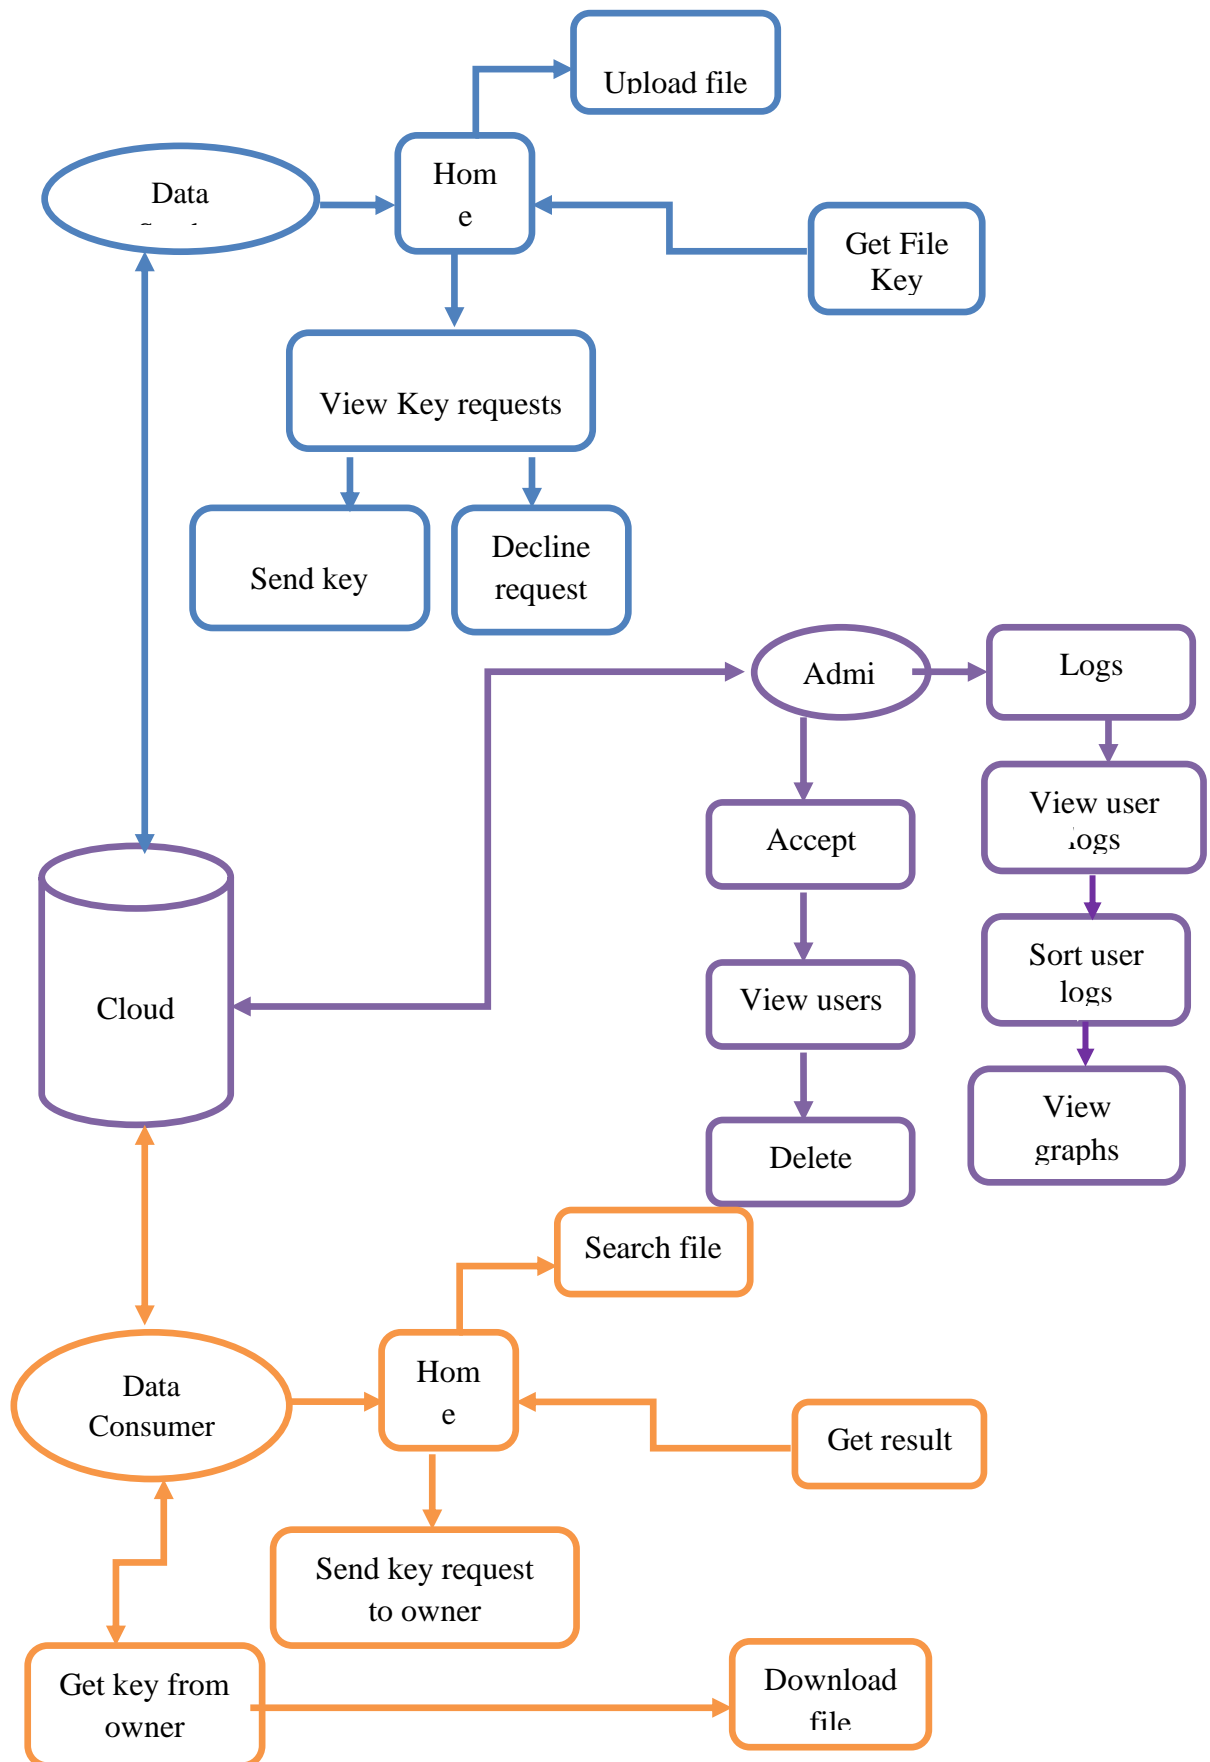 Upload file
Data
Hom
e
Get File
Key
View Key requests
Send key
Decline
request
Admi
Logs
View user
logs
Accept
Sort user
logs
View users
Cloud
View
graphs
Delete
Search file
Data
Consumer
Hom
e
Get result
Send key request
to owner
Get key from
owner
Download
file